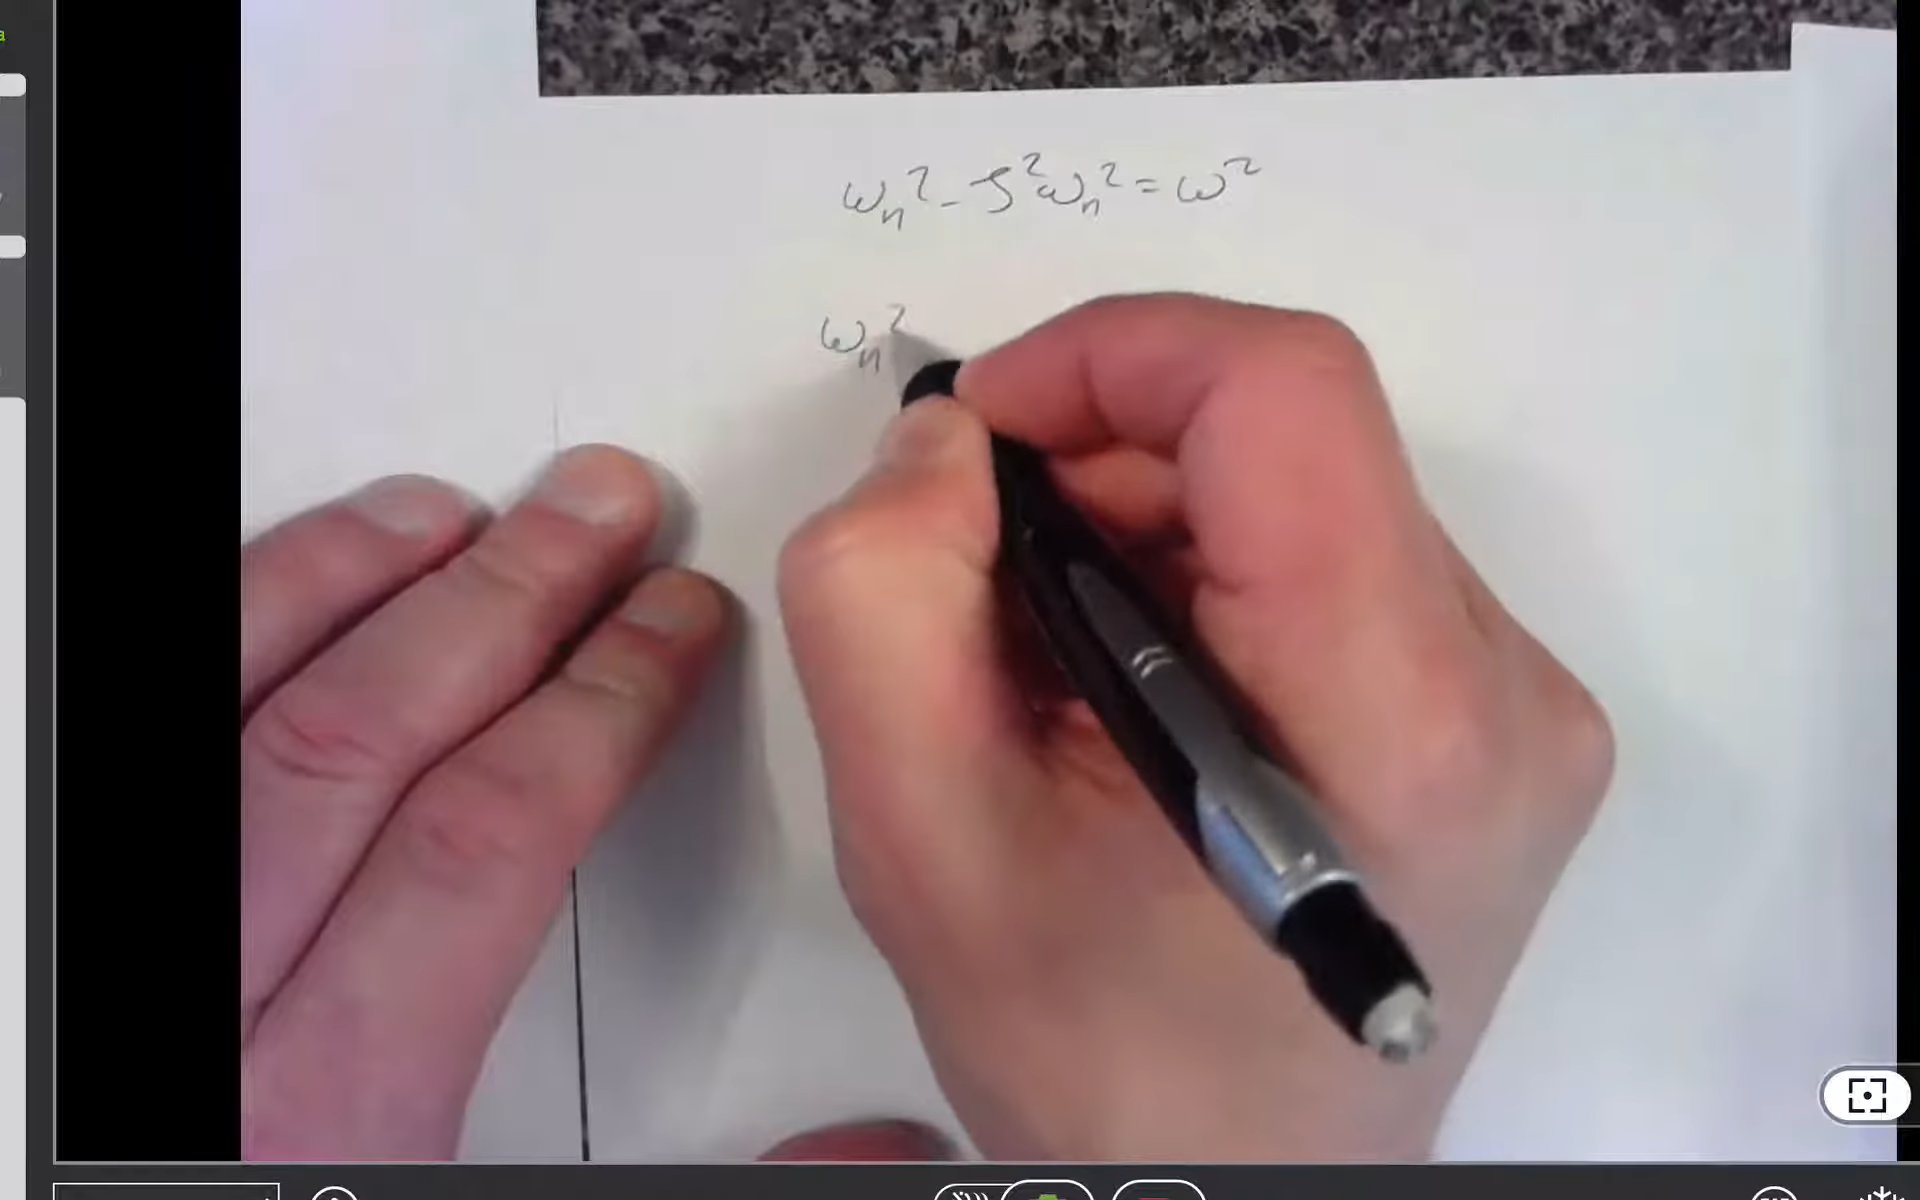 ωn² - ζ²ωn² = ω²
ωn²